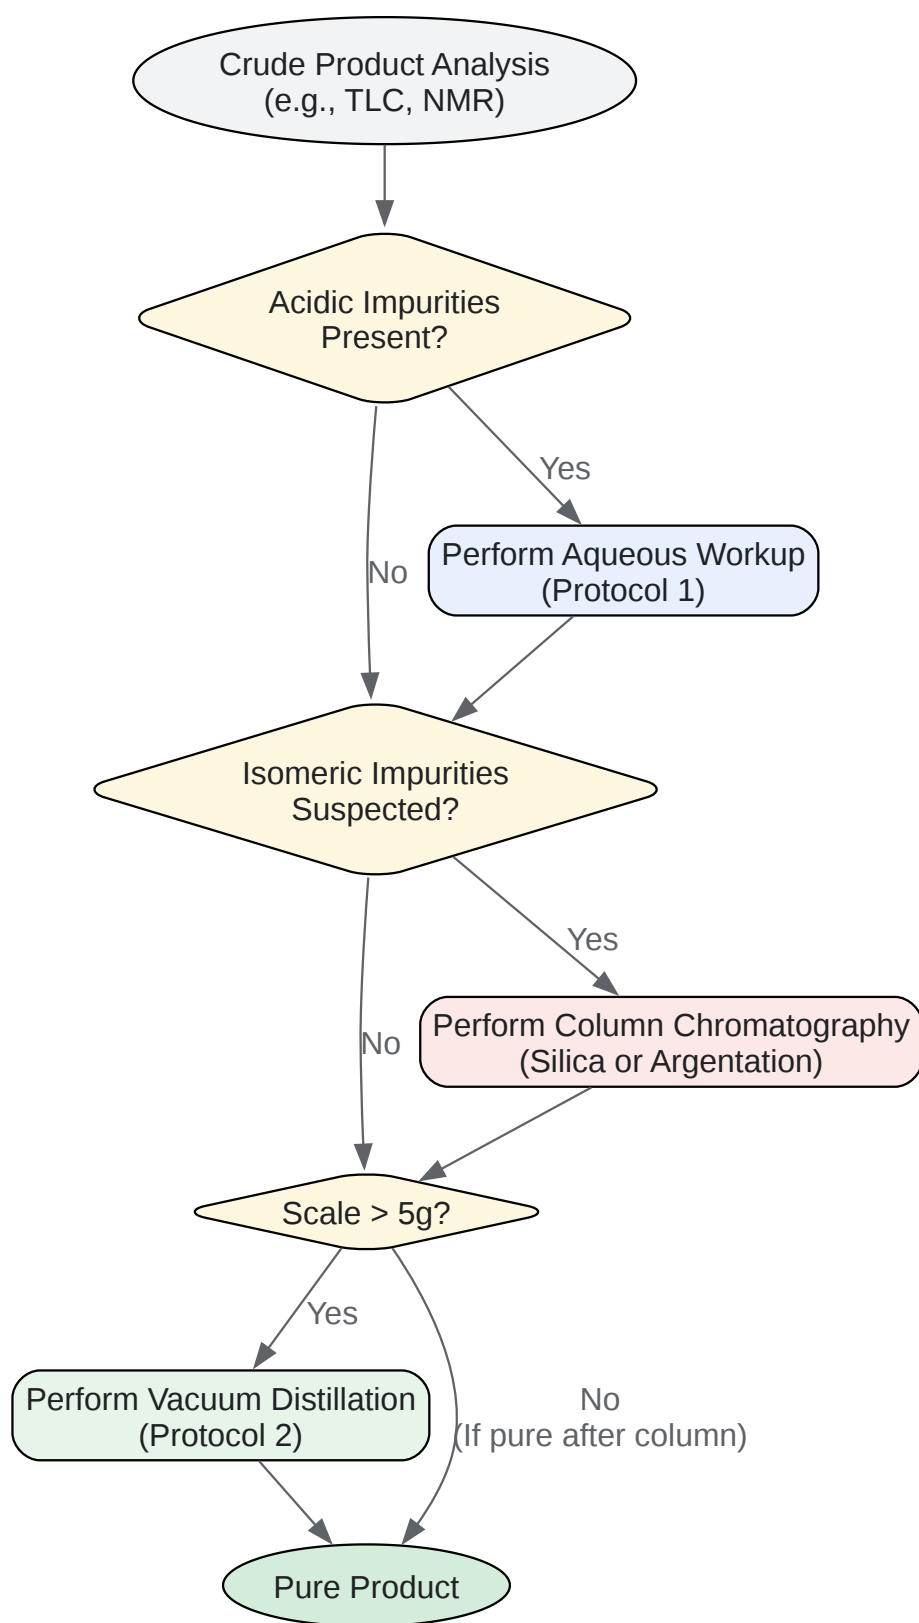 Crude Product Analysis
(e.g., TLC, NMR)
Acidic Impurities
Present?
Yes
No
Perform Aqueous Workup
(Protocol 1)
Isomeric Impurities
Suspected?
Yes
No
Perform Column Chromatography
(Silica or Argentation)
Scale > 5g?
Yes
No
(If pure after column)
Perform Vacuum Distillation
(Protocol 2)
Pure Product